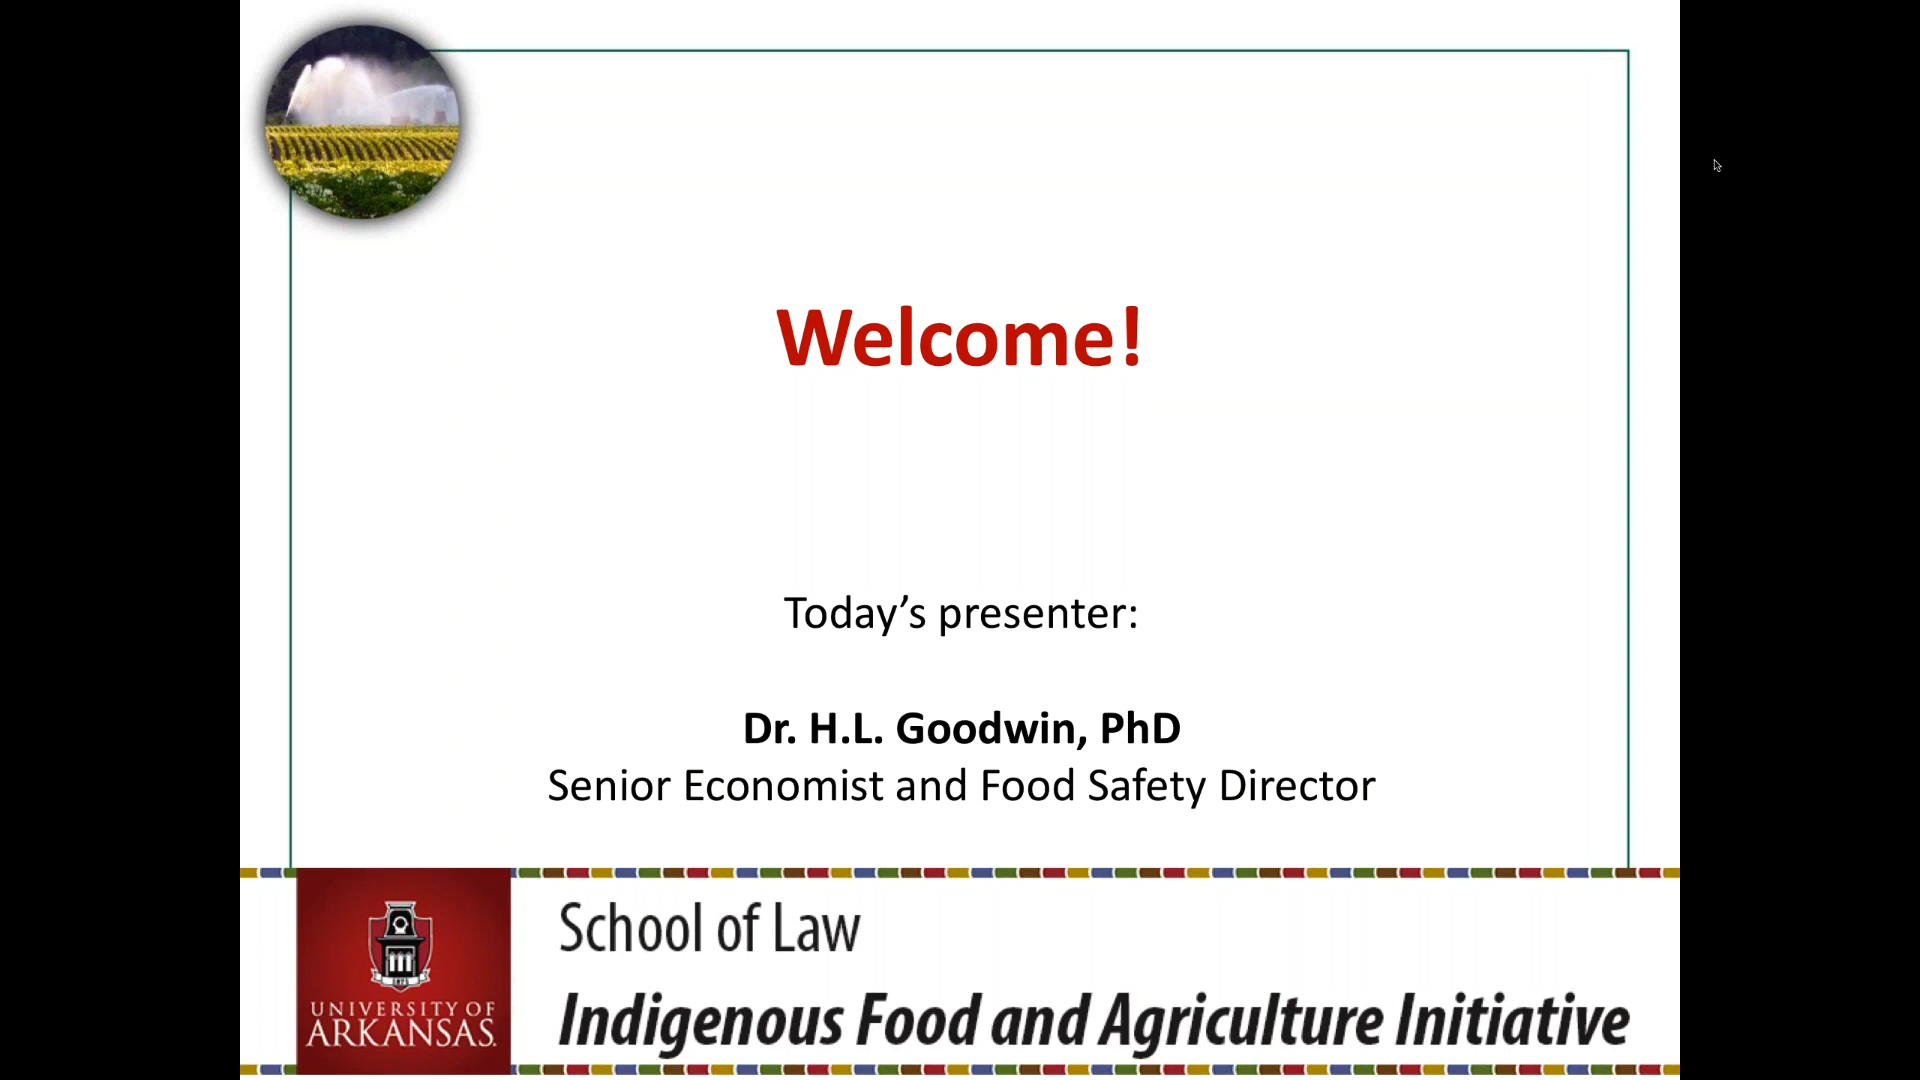 Welcome!
Today’s presenter:
Dr. H.L. Goodwin, PhD
Senior Economist and Food Safety Director
School of Law
Indigenous Food and Agriculture Initiative
UNIVERSITY OF
ARKANSAS